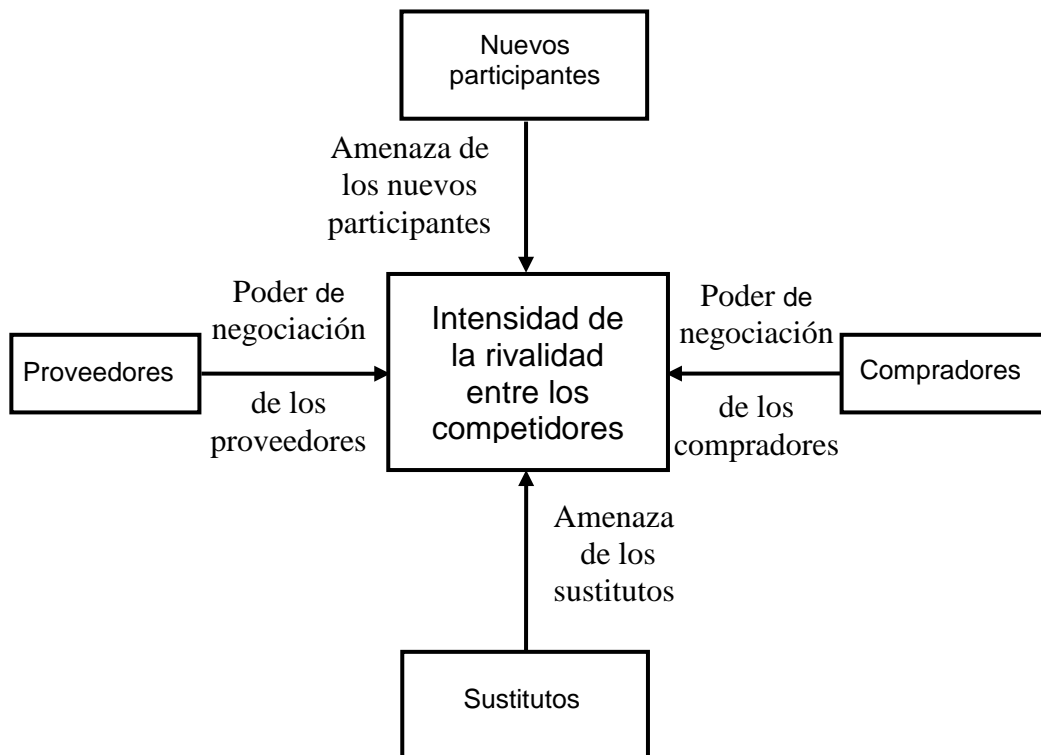 Nuevos
participantes
Amenaza de
los nuevos
participantes
Poder de
negociación
Proveedores
de los
proveedores
Intensidad de
la rivalidad
entre los
competidores
Poder de
negociación
Compradores
de los
compradores
Amenaza
de los
sustitutos
Sustitutos